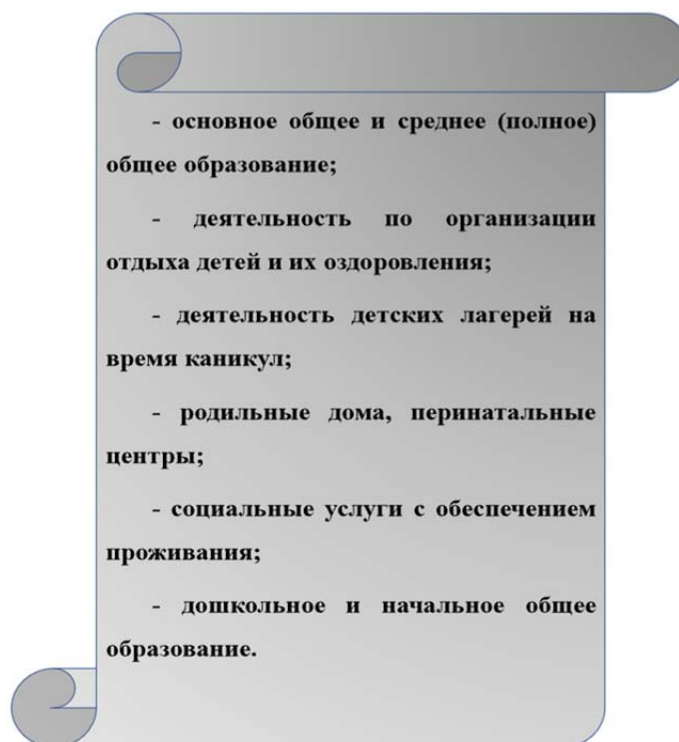 - основное общее и среднее (полное)
общее образование;
- деятельность по организации
отдыха детей и их оздоровления;
- деятельность детских лагерей на
время каникул;
- родильные дома, перинатальные
центры;
- социальные услуги с обеспечением
проживания;
- дошкольное и начальное общее
образование.